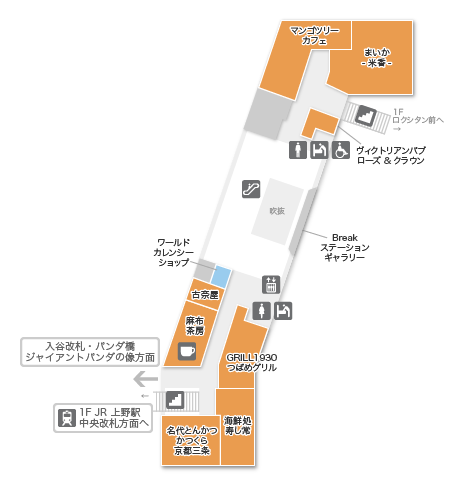 マンゴツリー
カフェ
まいか
- 米香 -
1F
ロクシタン前へ
→
ヴィクトリアンパブ
ローズ & クラウン
吹抜
Break
ステーション
ギャラリー
ワールド
カレンシー
ショップ
古奈屋
麻布
茶房
入谷改札・パンダ橋
ジャイアントパンダの像方面
GRILL1930
つばめグリル
←
1F JR 上野駅
中央改札方面へ
海鮮処
寿し常
名代とんかつ
かつくら
京都三条